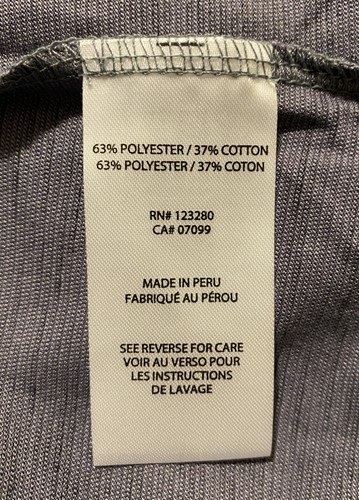 63% POLYESTER / 37% COTTON
63% POLYESTER / 37% COTON
RN# 123280
CA# 07099
MADE IN PERU
FABRIQUÉ AU PÉROU
SEE REVERSE FOR CARE
VOIR AU VERSO POUR
LES INSTRUCTIONS
DE LAVAGE